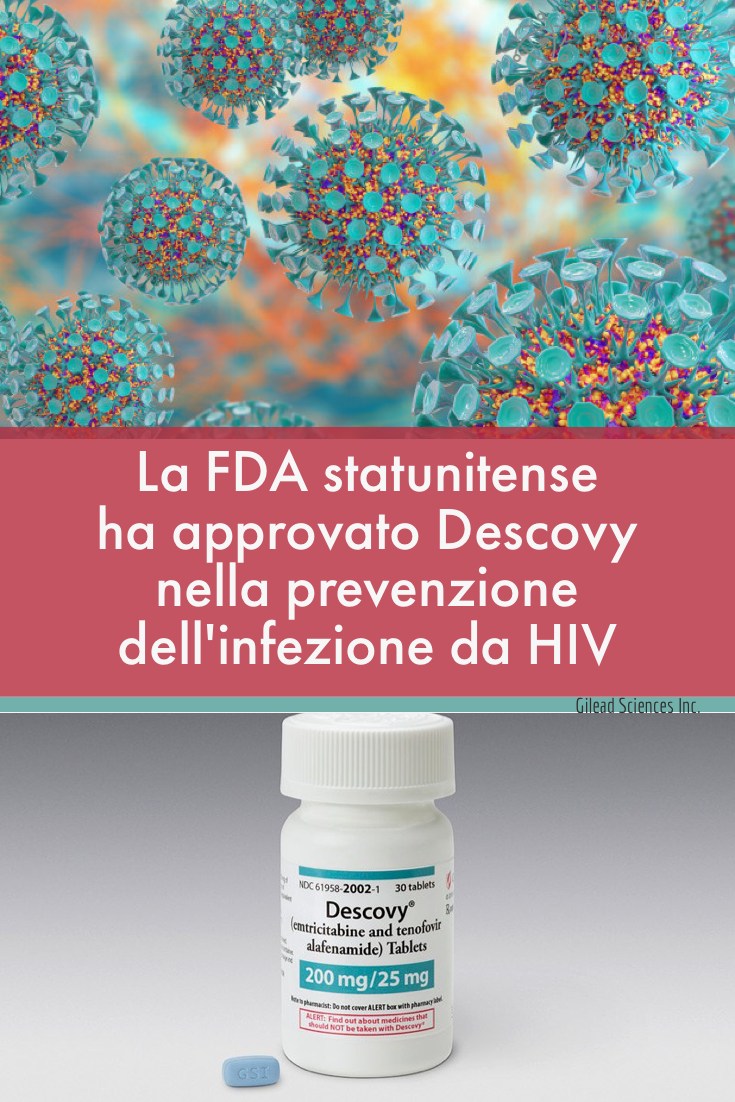 La FDA statunitense
ha approvato Descovy
nella prevenzione
dell'infezione da HIV
Gilead Sciences Inc.
NDC 61958-2002-1 30 tablets
Descovy®
(emtricitabine and tenofovir
alafenamide) Tablets
200 mg/25 mg
Note to pharmacist: Do not cover ALERT box with pharmacy label.
ALERT: Find out about medicines that
should NOT be taken with Descovy®
GSI